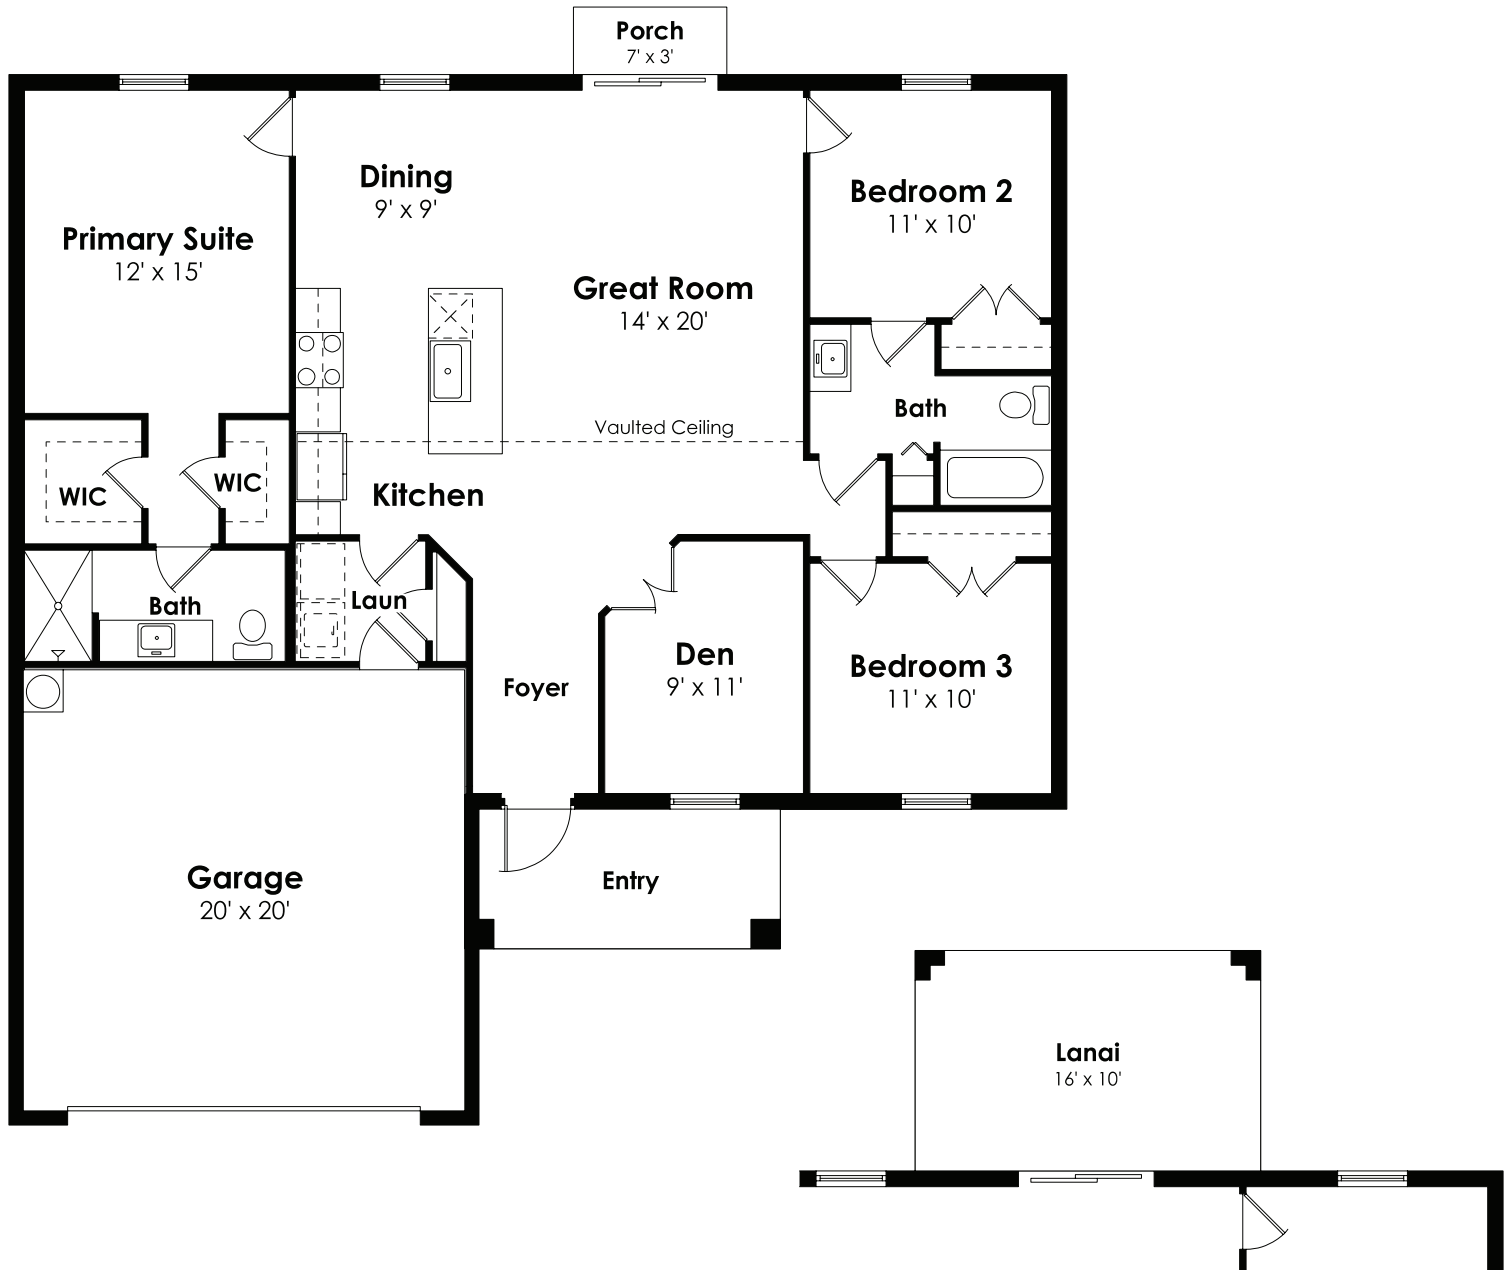 Porch
7' x 3'
Dining
9' x 9'
Bedroom 2
11' x 10'
Primary Suite
12' x 15'
Great Room
14' x 20'
Bath
Vaulted Ceiling
WIC
WIC
Kitchen
Bath
Laun
Den
9' x 11'
Bedroom 3
11' x 10'
Foyer
Garage
20' x 20'
Entry
Lanai
16' x 10'